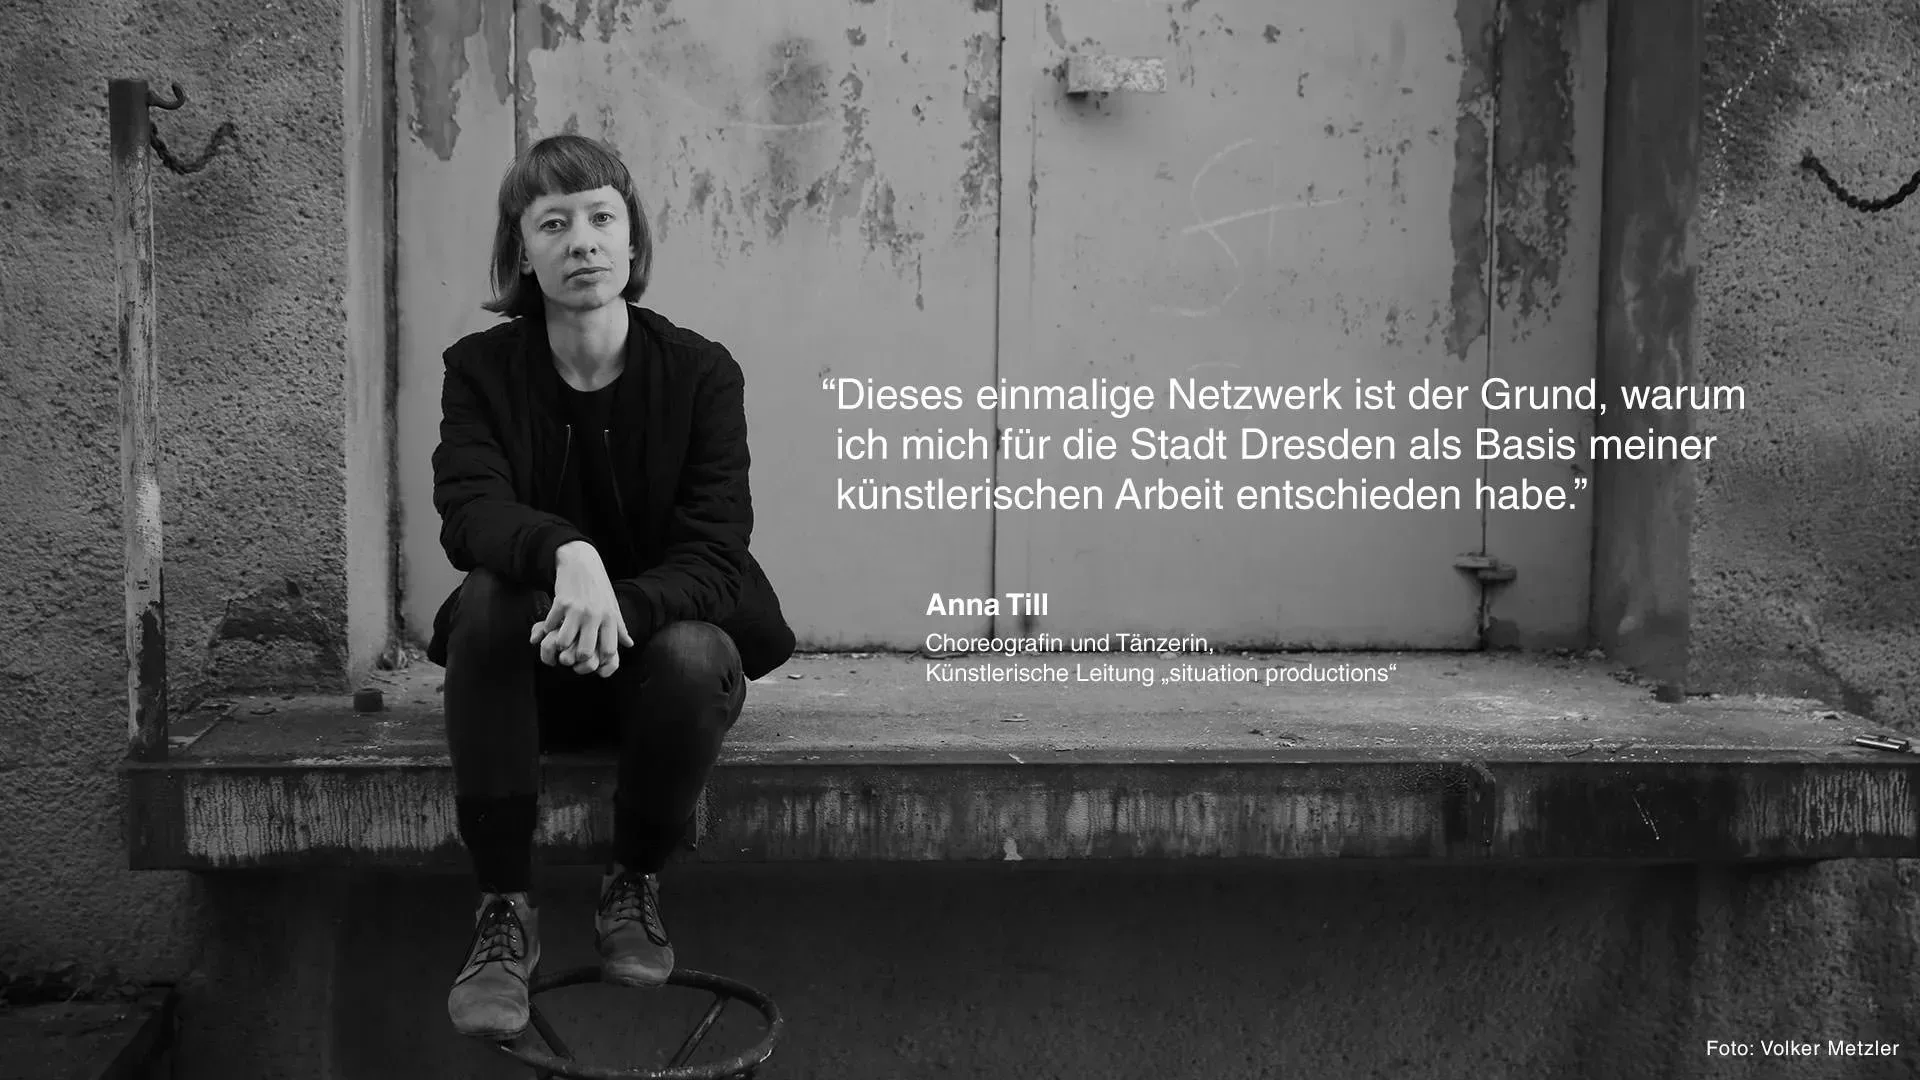 “Dieses einmalige Netzwerk ist der Grund, warum
ich mich für die Stadt Dresden als Basis meiner
künstlerischen Arbeit entschieden habe.”
Anna Till
Choreografin und Tänzerin,
Künstlerische Leitung „situation productions“
Foto: Volker Metzler